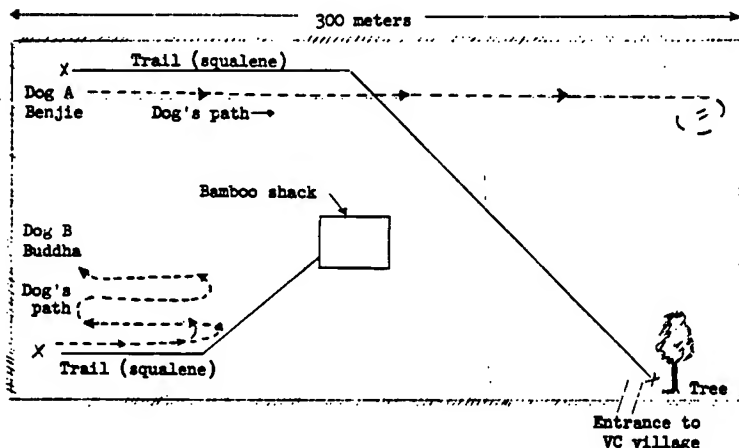 300 meters
Trail (squalene)
Dog A
Benjie
Dog's path
Bamboo shack
Dog B
Buddha
Dog's
path
Trail (squalene)
Tree
Entrance to
VC village